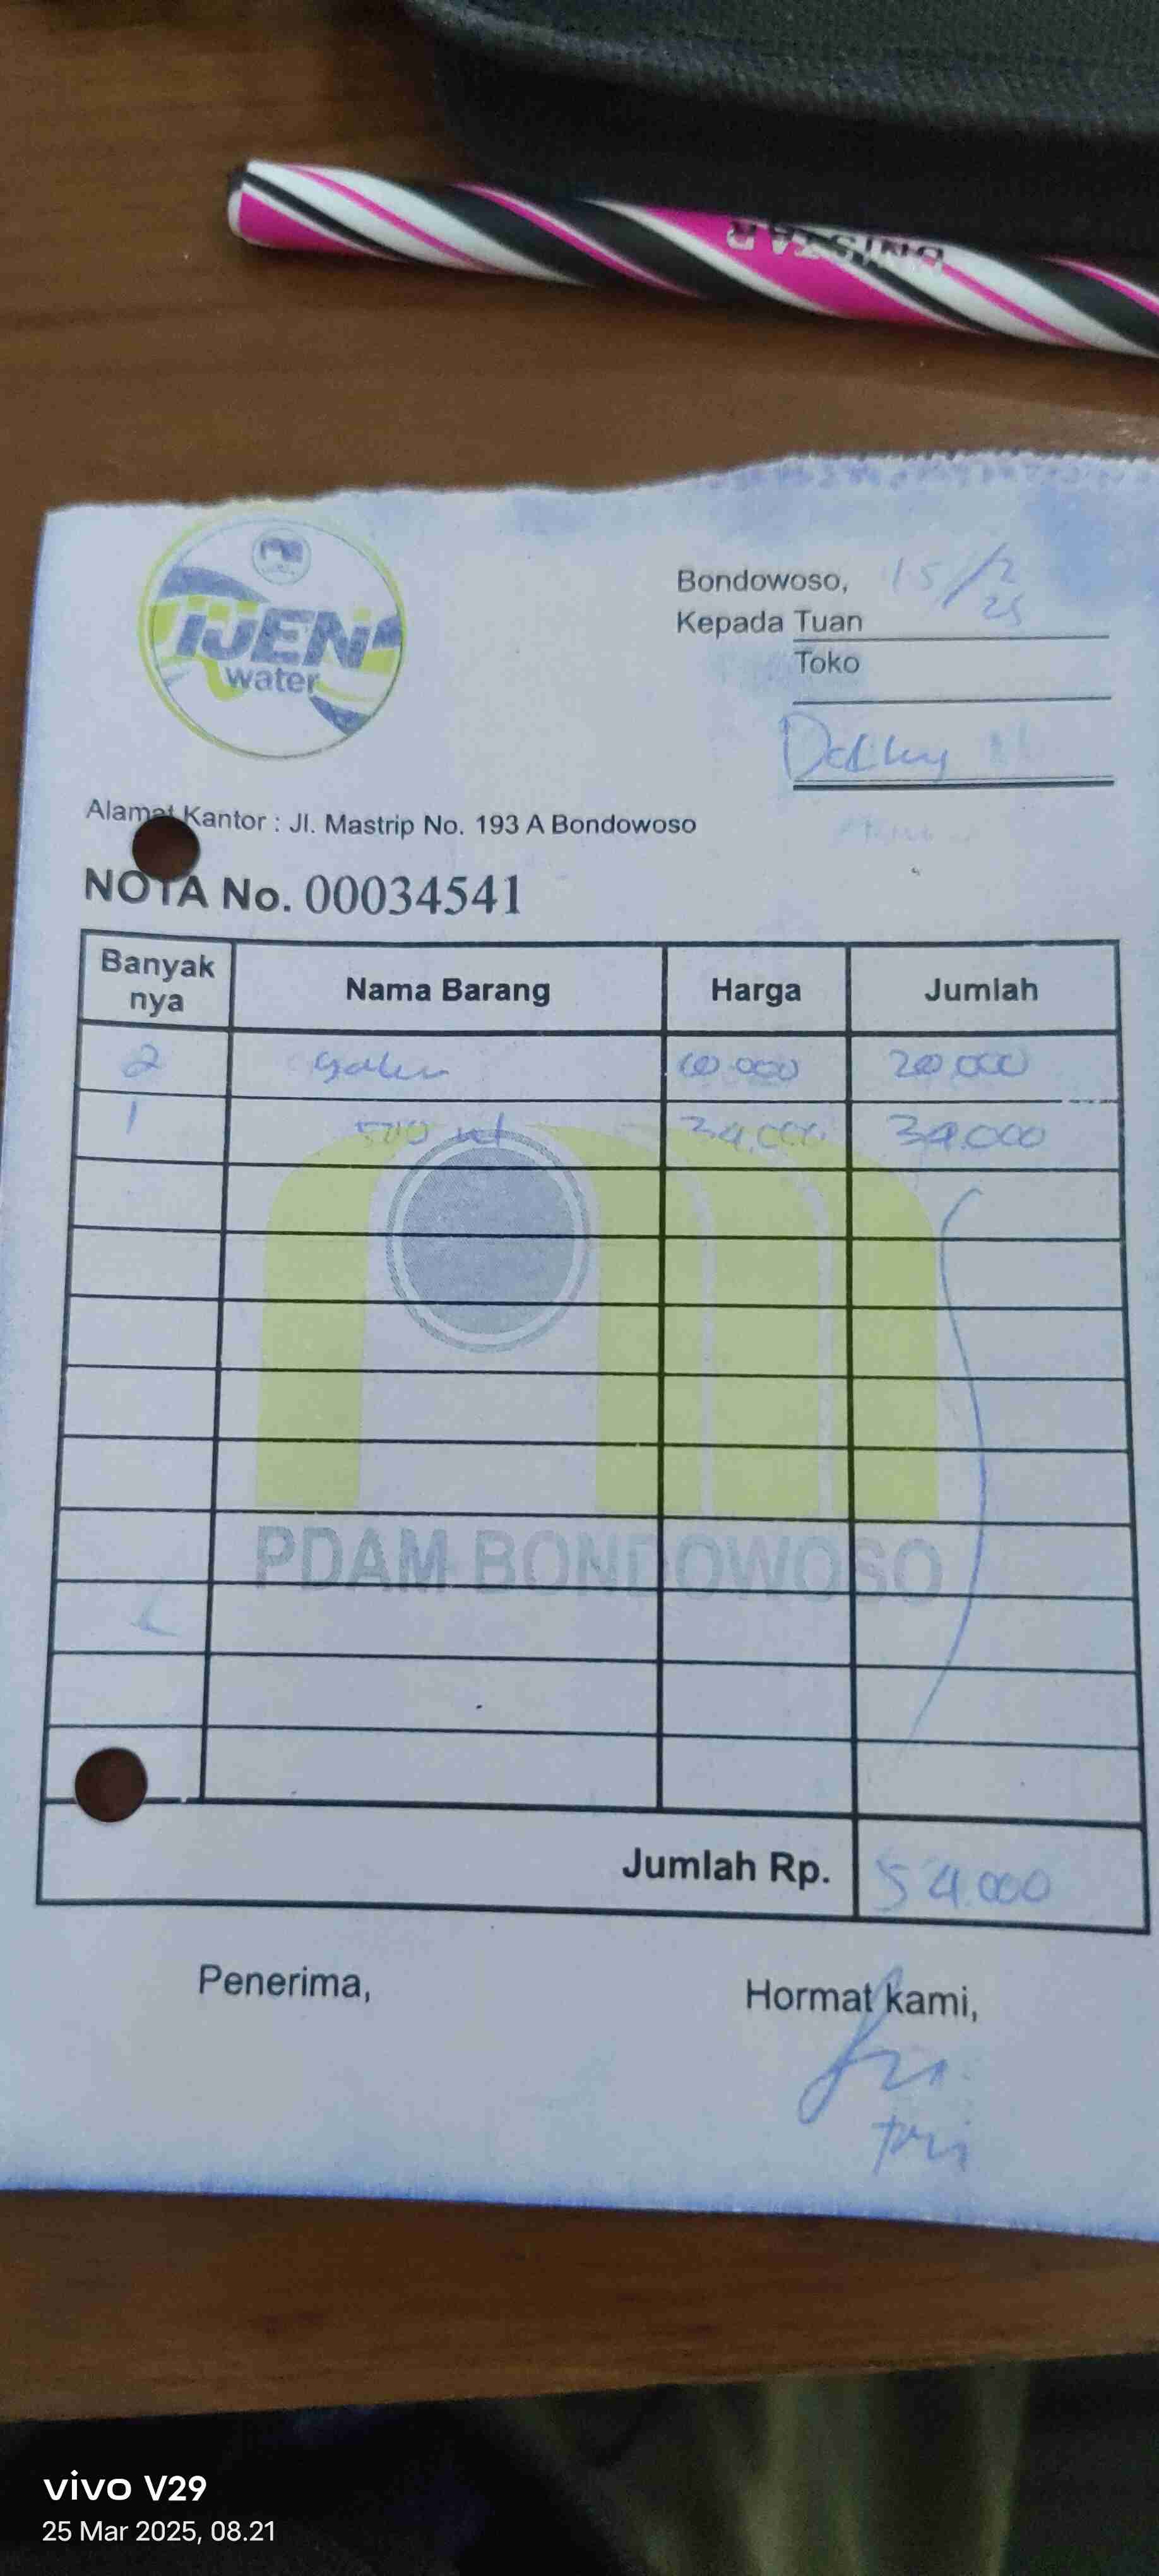 UNISTAR
IJEN
water
Bondowoso, 15/2
25
Kepada Tuan
Toko
Alamat Kantor : Jl. Mastrip No. 193 A Bondowoso
NOTA No. 00034541
Banyak nya Nama Barang Harga Jumlah
2 galon 10.000 20.000
1 500 ml 34.000 34.000
PDAM BONDOWOSO
Jumlah Rp. 54.000
Penerima, Hormat kami,
tri
vivo V29
25 Mar 2025, 08.21